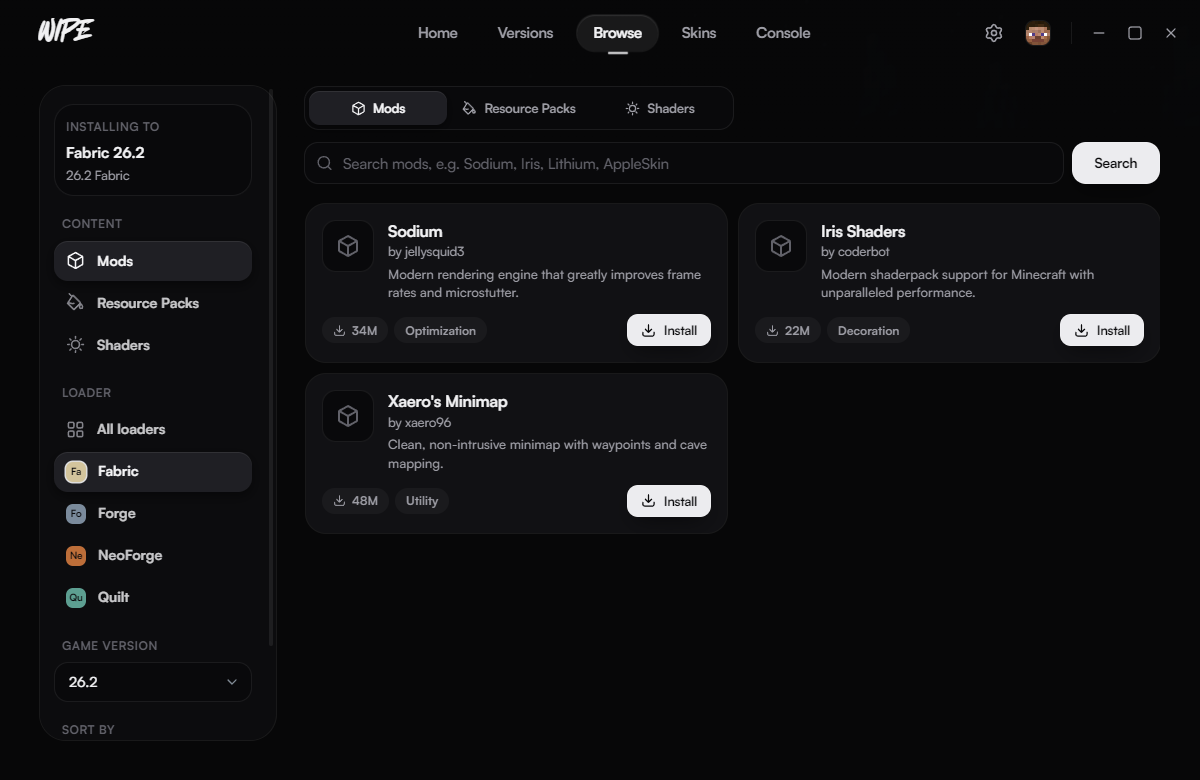 WIPE
Home
Versions
Browse
Skins
Console
INSTALLING TO
Fabric 26.2
26.2 Fabric
CONTENT
Mods
Resource Packs
Shaders
LOADER
All loaders
Fa
Fabric
Fo
Forge
Ne
NeoForge
Qu
Quilt
GAME VERSION
26.2
SORT BY
Mods
Resource Packs
Shaders
Search mods, e.g. Sodium, Iris, Lithium, AppleSkin
Search
Sodium
by jellysquid3
Modern rendering engine that greatly improves frame
rates and microstutter.
34M
Optimization
Install
Iris Shaders
by coderbot
Modern shaderpack support for Minecraft with
unparalleled performance.
22M
Decoration
Install
Xaero's Minimap
by xaero96
Clean, non-intrusive minimap with waypoints and cave
mapping.
48M
Utility
Install